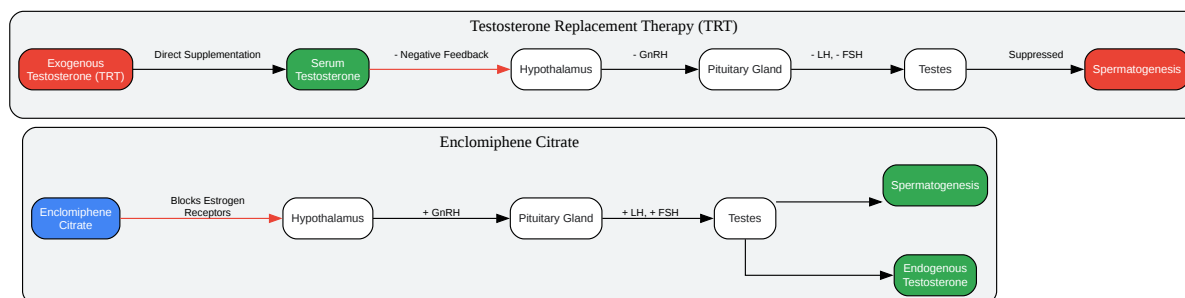 Testosterone Replacement Therapy (TRT)
Exogenous
Testosterone (TRT)
Direct Supplementation
Serum
Testosterone
- Negative Feedback
Hypothalamus
- GnRH
Pituitary Gland
- LH, - FSH
Testes
Suppressed
Spermatogenesis
Enclomiphene Citrate
Enclomiphene
Citrate
Blocks Estrogen
Receptors
Hypothalamus
+ GnRH
Pituitary Gland
+ LH, + FSH
Testes
Spermatogenesis
Endogenous
Testosterone